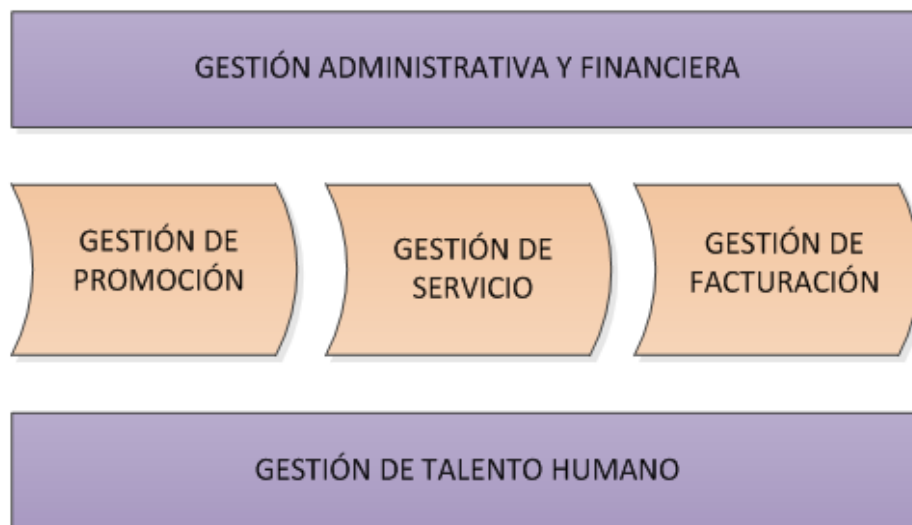 GESTIÓN ADMINISTRATIVA Y FINANCIERA
GESTIÓN DE
PROMOCIÓN
GESTIÓN DE
SERVICIO
GESTIÓN DE
FACTURACIÓN
GESTIÓN DE TALENTO HUMANO